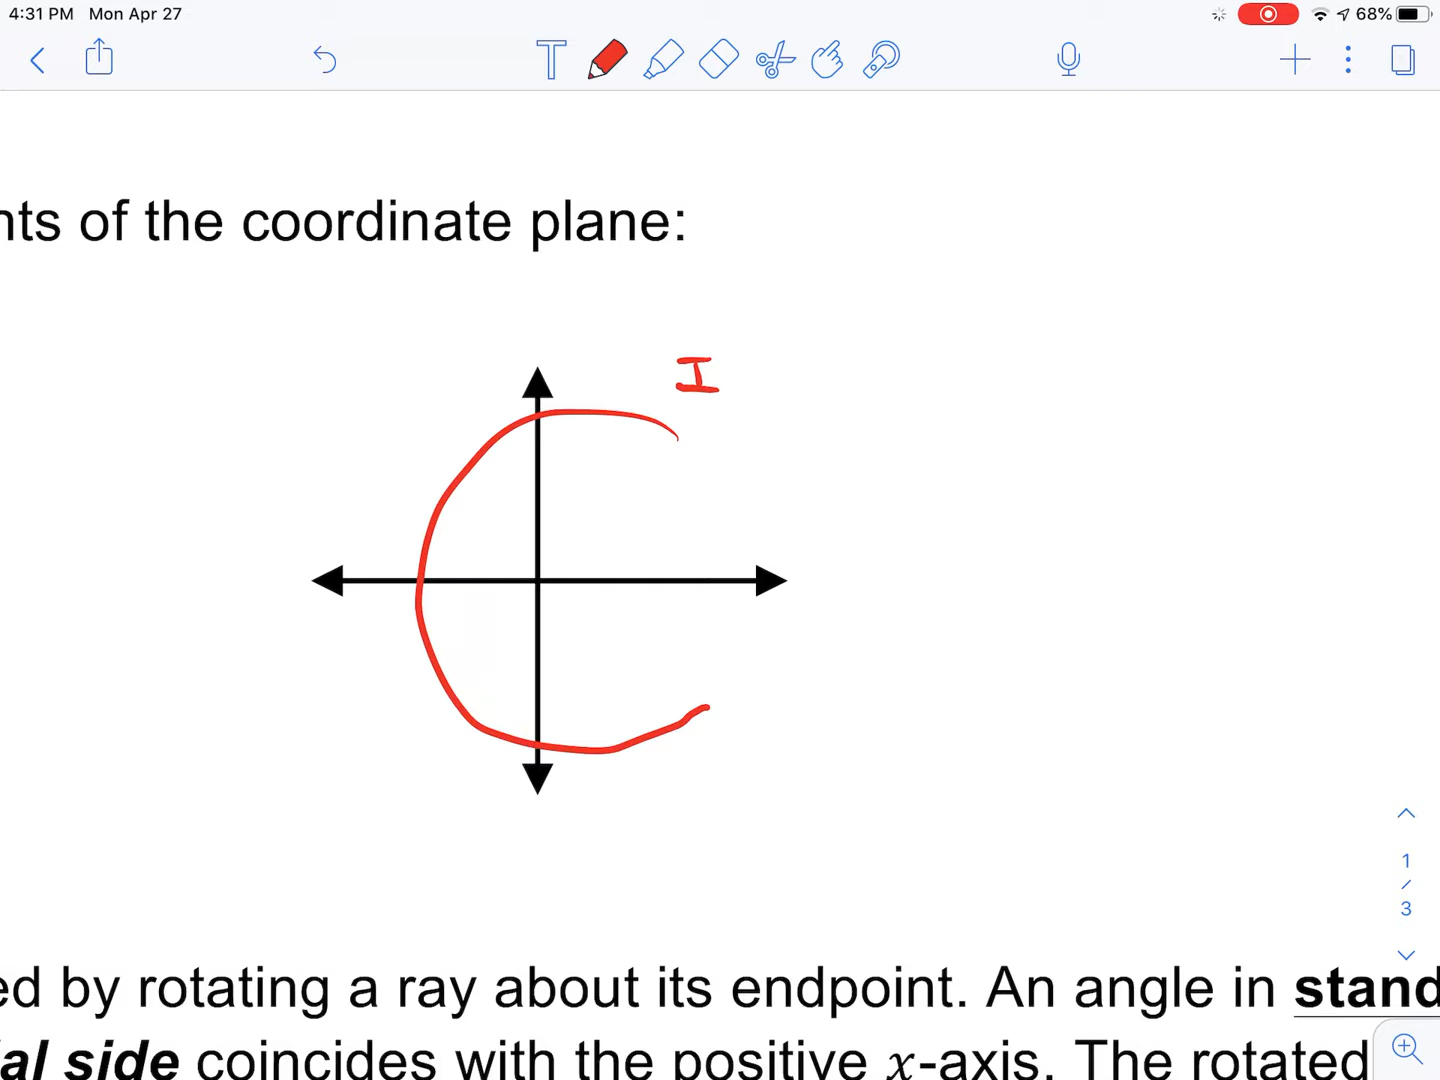 4:31 PM Mon Apr 27
68%
T
nts of the coordinate plane:
I
1
/
3
ed by rotating a ray about its endpoint. An angle in stand
al side coincides with the positive x-axis. The rotated